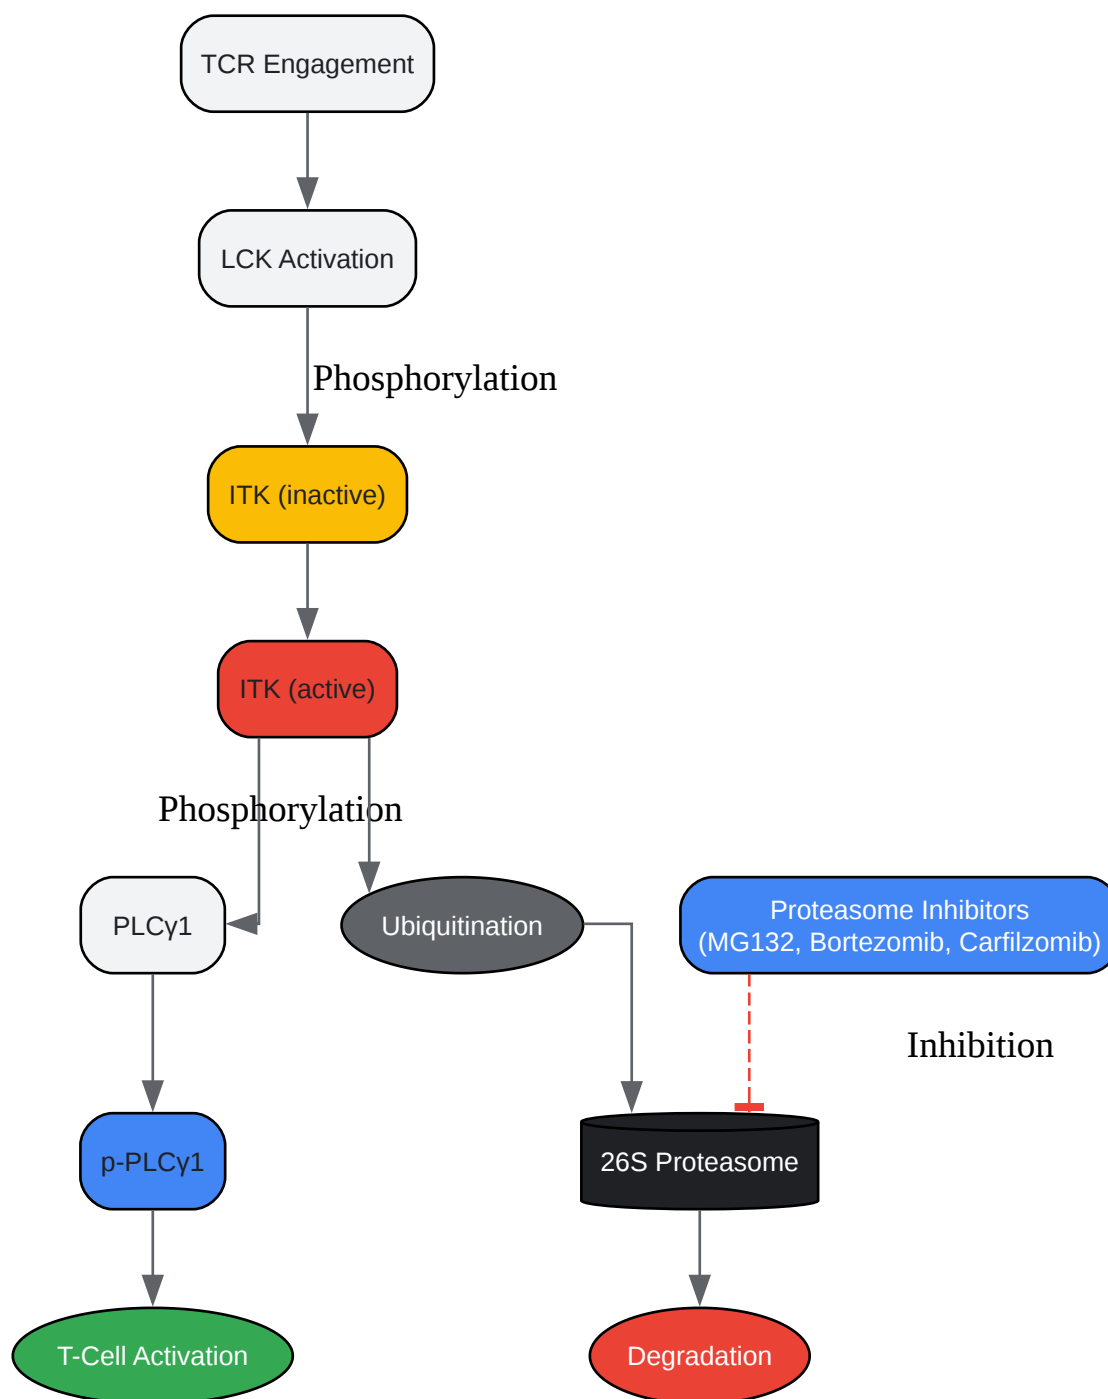 TCR Engagement
LCK Activation
Phosphorylation
ITK (inactive)
ITK (active)
Phosphorylation
PLCγ1
Ubiquitination
Proteasome Inhibitors
(MG132, Bortezomib, Carfilzomib)
Inhibition
p-PLCγ1
26S Proteasome
T-Cell Activation
Degradation